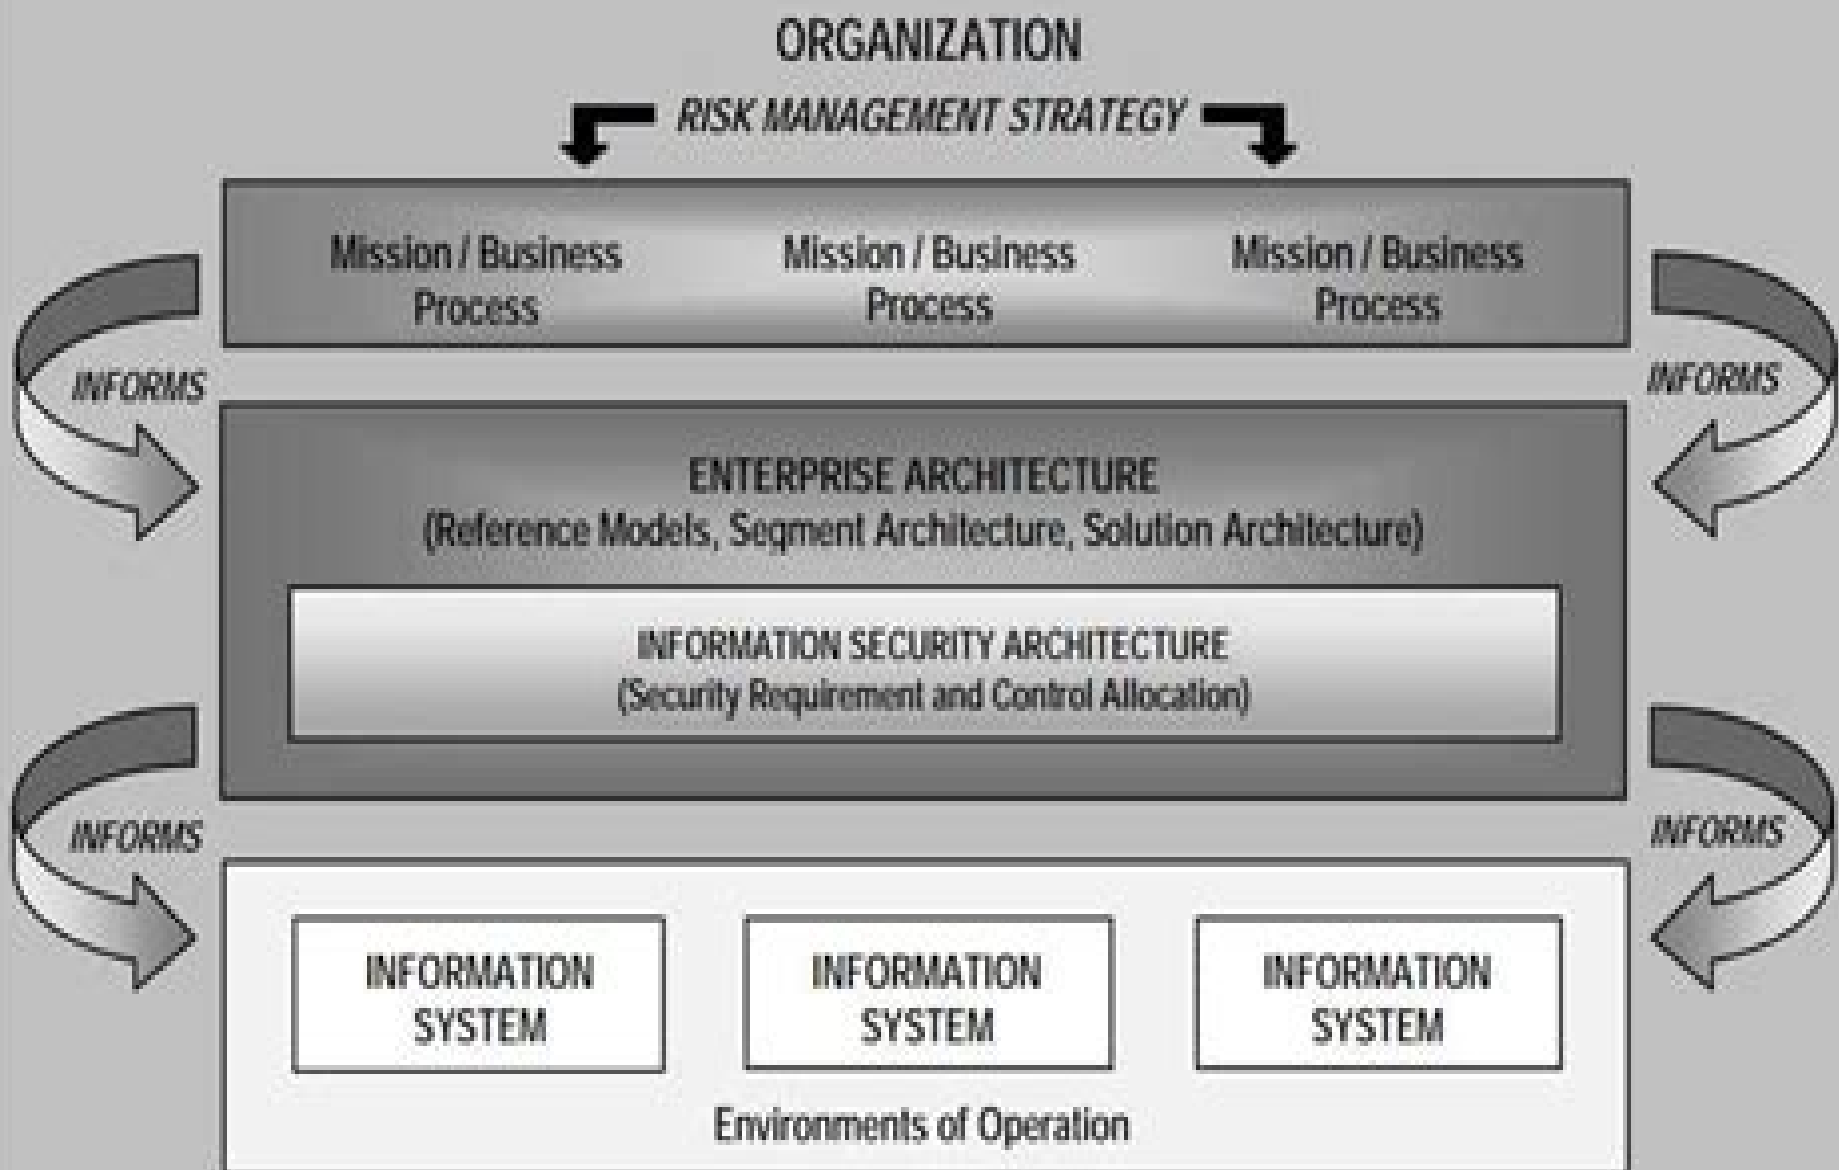 ORGANIZATION
RISK MANAGEMENT STRATEGY
Mission / Business
Process
Mission / Business
Process
Mission / Business
Process
INFORMS
INFORMS
ENTERPRISE ARCHITECTURE
(Reference Models, Segment Architecture, Solution Architecture)
INFORMATION SECURITY ARCHITECTURE
(Security Requirement and Control Allocation)
INFORMS
INFORMS
INFORMATION
SYSTEM
INFORMATION
SYSTEM
INFORMATION
SYSTEM
Environments of Operation